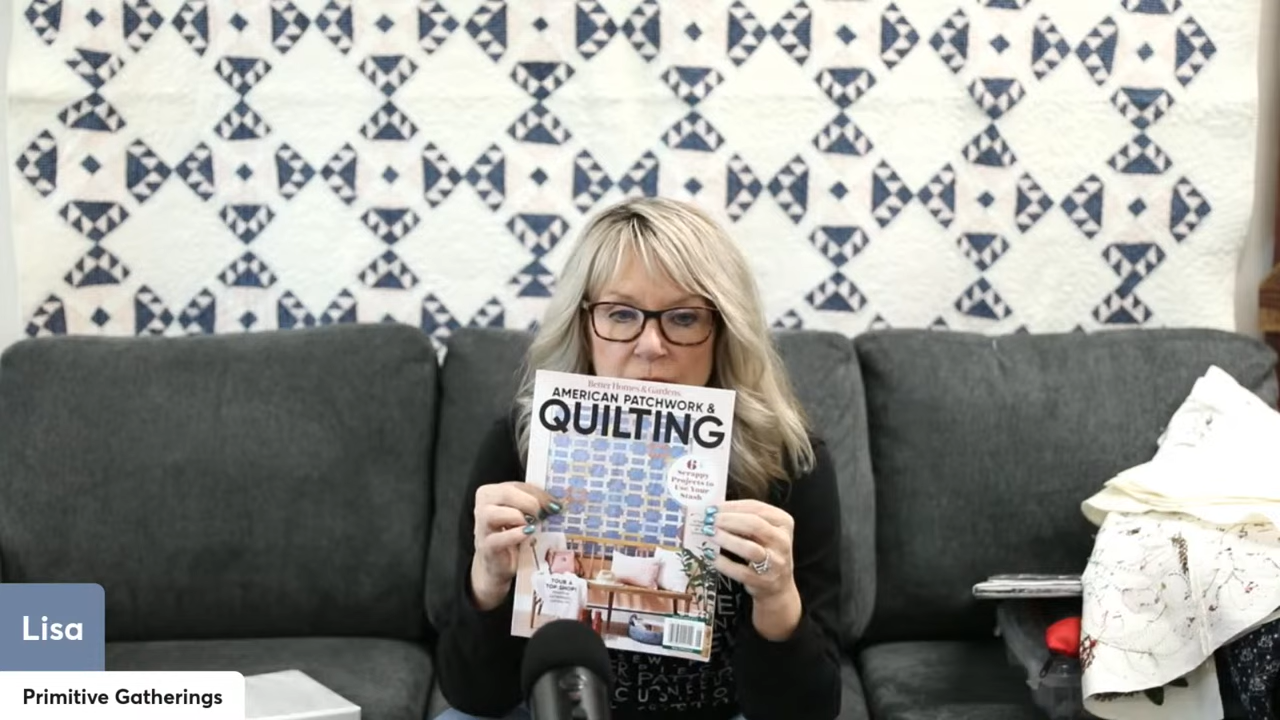 Better Homes & Gardens
AMERICAN PATCHWORK &
QUILTING
6
Scrappy
Projects to
Use Your
Stash
TOUR A
TOP SHOP!
Lisa
Primitive Gatherings